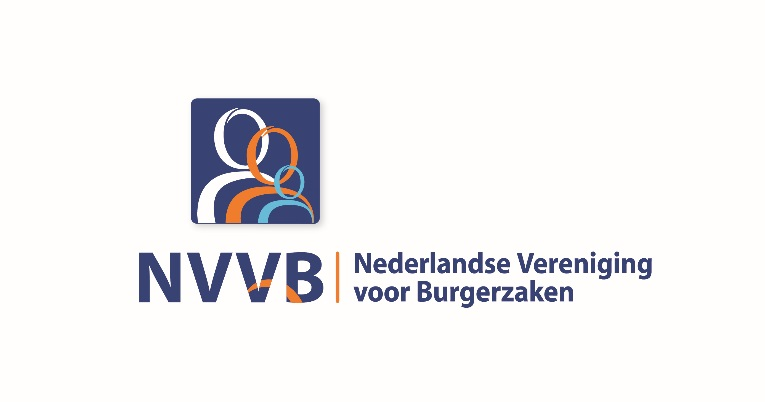 NVVB
Nederlandse Vereniging
voor Burgerzaken